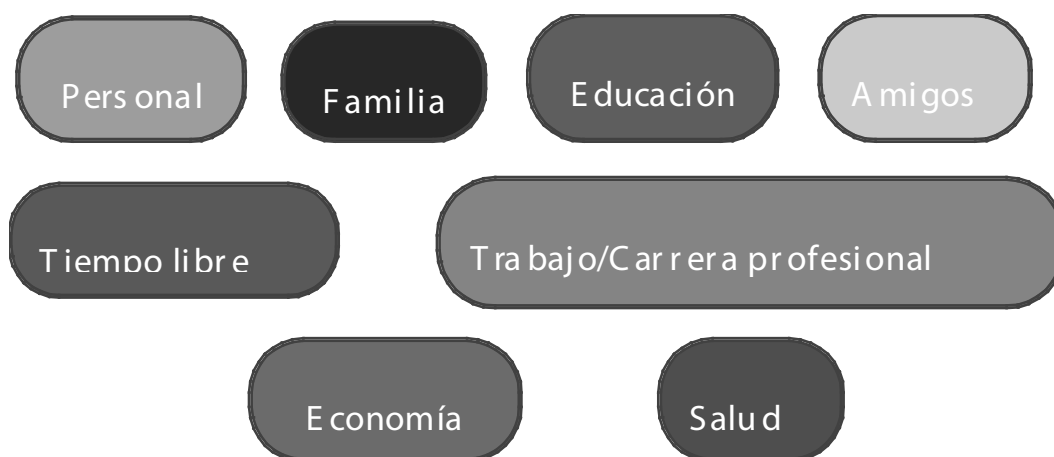 Personal
Familia
Educación
Amigos
Tiempo libre
Trabajo/Carrera profesional
Economía
Salud